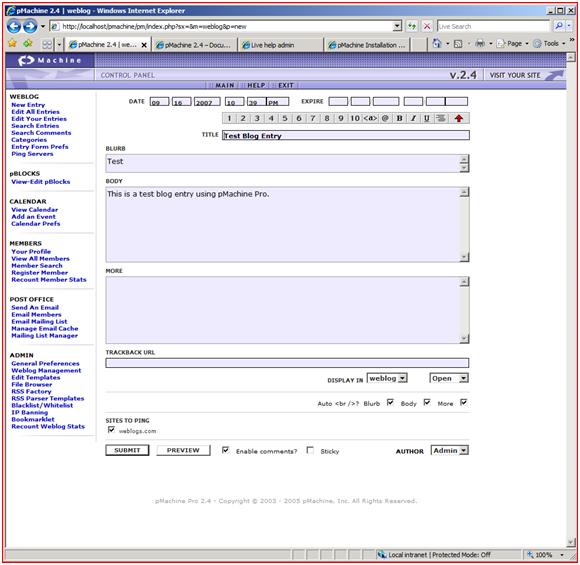 pMachine 2.4 | weblog - Windows Internet Explorer
http://localhost/pmachine/pm/index.php?sx=&m=weblog&p=new
Live Search
pMachine 2.4 | we...
pMachine 2.4 – Docu...
Live help admin
pMachine Installation ...
Page
Tools
pMachine
CONTROL PANEL
v.2.4
VISIT YOUR SITE
MAIN
HELP
EXIT
WEBLOG
New Entry
Edit All Entries
Edit Your Entries
Search Entries
Search Comments
Categories
Entry Form Prefs
Ping Servers
pBLOCKS
View-Edit pBlocks
CALENDAR
View Calendar
Add an Event
Calendar Prefs
MEMBERS
Your Profile
View All Members
Member Search
Register Member
Recount Member Stats
POST OFFICE
Send An Email
Email Members
Email Mailing List
Manage Email Cache
Mailing List Manager
ADMIN
General Preferences
Weblog Management
Edit Templates
File Browser
RSS Factory
RSS Parser Templates
Blacklist/Whitelist
IP Banning
Bookmarklet
Recount Weblog Stats
DATE 09 16 2007 10 39 PM EXPIRE
1 2 3 4 5 6 7 8 9 10 <a> @ B I U
TITLE Test Blog Entry
BLURB
Test
BODY
This is a test blog entry using pMachine Pro.
MORE
TRACKBACK URL
DISPLAY IN weblog Open
Auto <br />? Blurb Body More
SITES TO PING
weblogs.com
SUBMIT PREVIEW Enable comments? Sticky AUTHOR Admin
pMachine Pro 2.4 - Copyright © 2003 - 2005 pMachine, Inc. All Rights Reserved.
Local intranet | Protected Mode: Off
100%